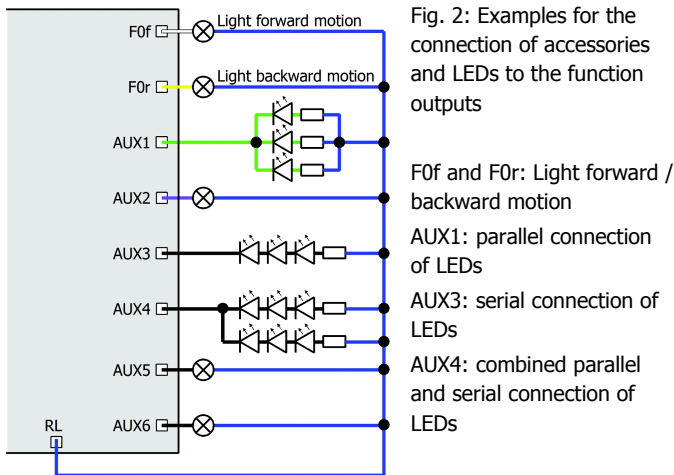 F0f
Light forward motion
F0r
Light backward motion
AUX1
AUX2
AUX3
AUX4
AUX5
AUX6
RL
Fig. 2: Examples for the
connection of accessories
and LEDs to the function
outputs
F0f and F0r: Light forward /
backward motion
AUX1: parallel connection
of LEDs
AUX3: serial connection of
LEDs
AUX4: combined parallel
and serial connection of
LEDs